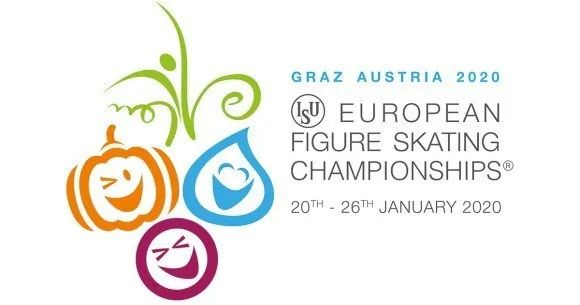 GRAZ AUSTRIA 2020
ISU EUROPEAN
FIGURE SKATING
CHAMPIONSHIPS®
20TH - 26TH JANUARY 2020